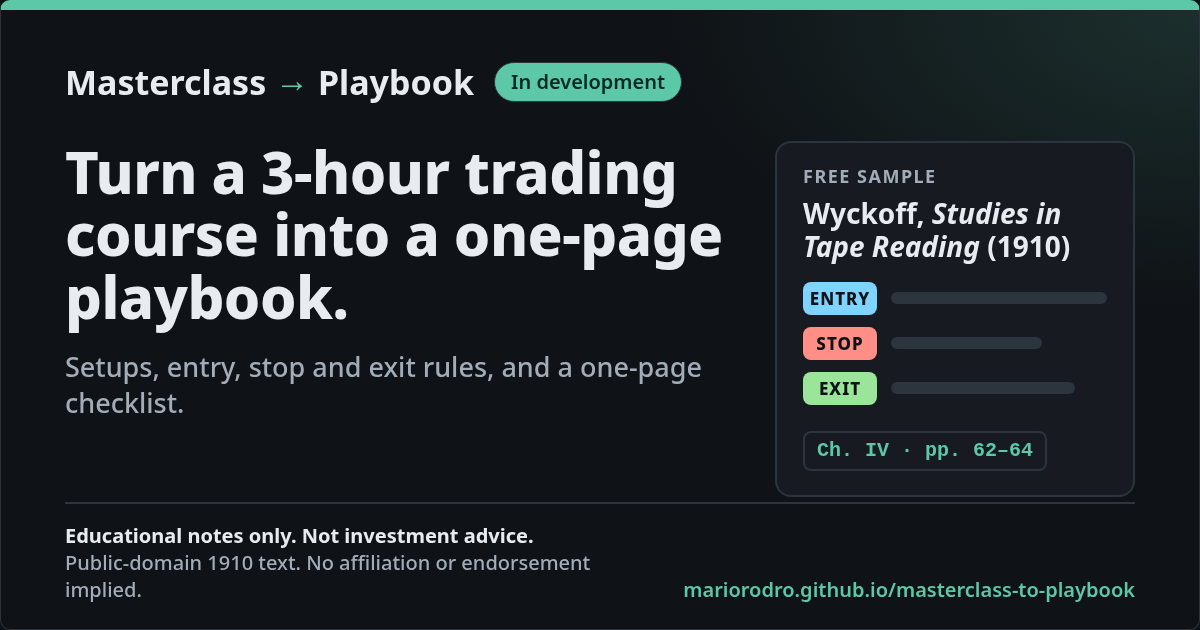 Masterclass → Playbook
In development
Turn a 3-hour trading
course into a one-page
playbook.
Setups, entry, stop and exit rules, and a one-page
checklist.
FREE SAMPLE
Wyckoff, Studies in
Tape Reading (1910)
ENTRY
STOP
EXIT
Ch. IV · pp. 62–64
Educational notes only. Not investment advice.
Public-domain 1910 text. No affiliation or endorsement
implied.
mariorodro.github.io/masterclass-to-playbook